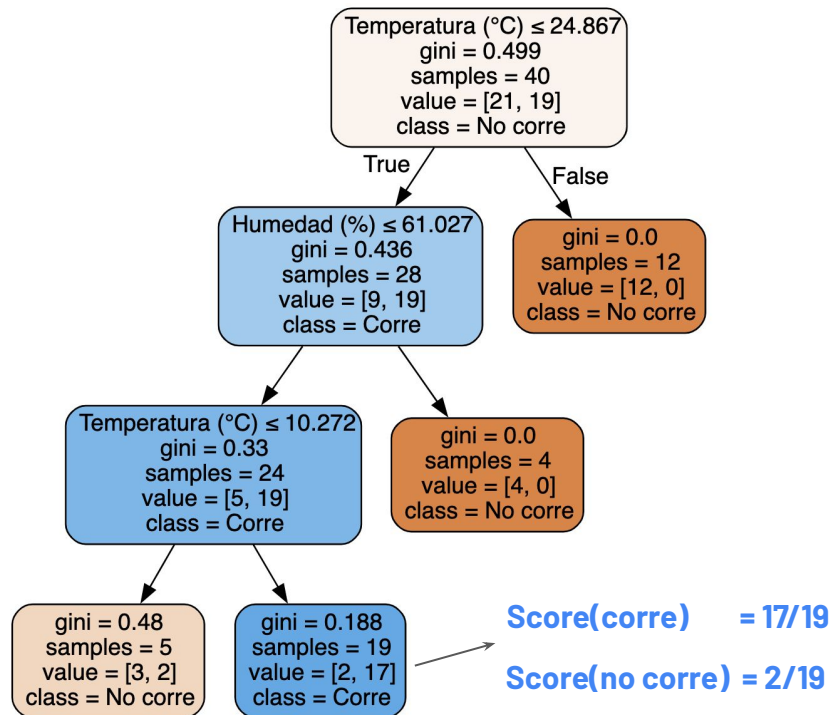 Temperatura (°C) ≤ 24.867
gini = 0.499
samples = 40
value = [21, 19]
class = No corre
True
False
Humedad (%) ≤ 61.027
gini = 0.436
samples = 28
value = [9, 19]
class = Corre
gini = 0.0
samples = 12
value = [12, 0]
class = No corre
Temperatura (°C) ≤ 10.272
gini = 0.33
samples = 24
value = [5, 19]
class = Corre
gini = 0.0
samples = 4
value = [4, 0]
class = No corre
gini = 0.48
samples = 5
value = [3, 2]
class = No corre
gini = 0.188
samples = 19
value = [2, 17]
class = Corre
Score(corre) = 17/19
Score(no corre) = 2/19